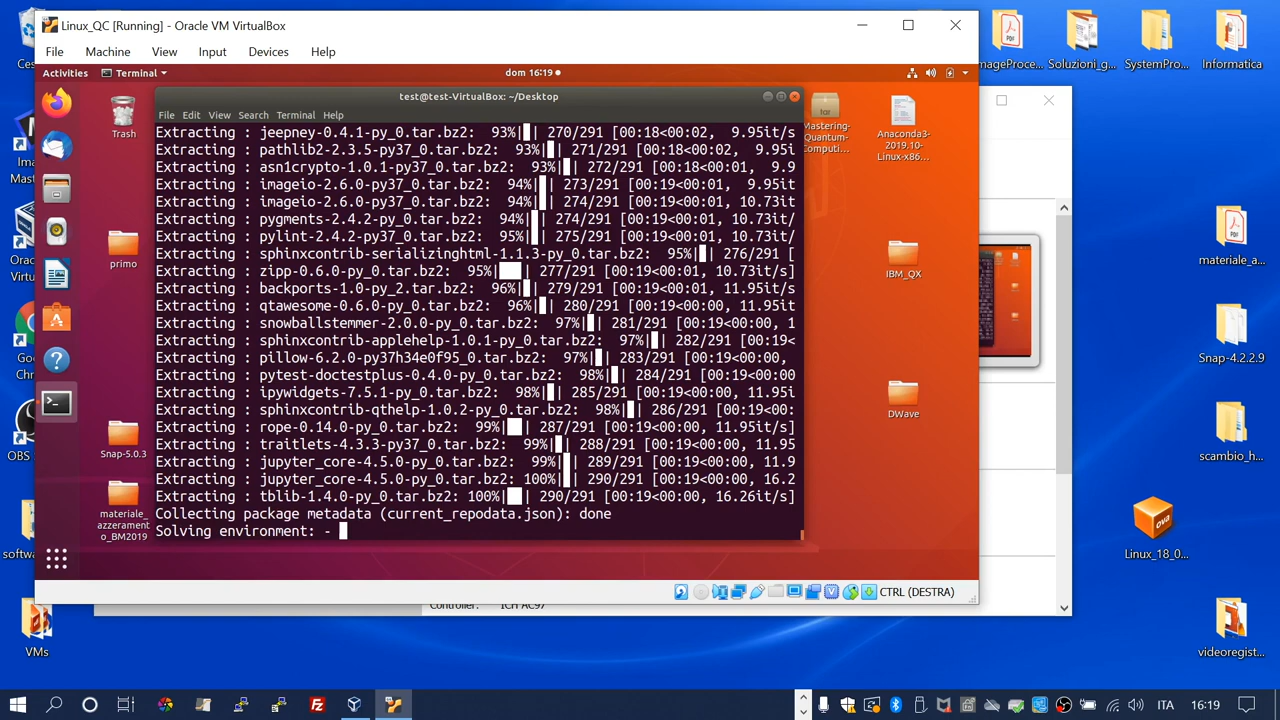 Linux_QC [Running] - Oracle VM VirtualBox
File Machine View Input Devices Help
Activities Terminal dom 16:19
test@test-VirtualBox: ~/Desktop
File Edit View Search Terminal Help
Extracting : jeepney-0.4.1-py_0.tar.bz2: 93%| | 270/291 [00:18<00:02, 9.95it/s
Extracting : pathlib2-2.3.5-py37_0.tar.bz2: 93%| | 271/291 [00:18<00:02, 9.95i
Extracting : asn1crypto-1.0.1-py37_0.tar.bz2: 93%| | 272/291 [00:18<00:01, 9.9
Extracting : imageio-2.6.0-py37_0.tar.bz2: 94%| | 273/291 [00:19<00:01, 9.95it
Extracting : imageio-2.6.0-py37_0.tar.bz2: 94%| | 274/291 [00:19<00:01, 10.73it
Extracting : pygments-2.4.2-py_0.tar.bz2: 94%| | 274/291 [00:19<00:01, 10.73it/
Extracting : pylint-2.4.2-py37_0.tar.bz2: 95%| | 275/291 [00:19<00:01, 10.73it/
Extracting : sphinxcontrib-serializinghtml-1.1.3-py_0.tar.bz2: 95%| | 276/291 [
Extracting : zipp-0.6.0-py_0.tar.bz2: 95%| | 277/291 [00:19<00:01, 10.73it/s]
Extracting : backports-1.0-py_2.tar.bz2: 96%| | 279/291 [00:19<00:01, 11.95it/s
Extracting : qtawesome-0.6.0-py_0.tar.bz2: 96%| | 280/291 [00:19<00:00, 11.95it
Extracting : snowballstemmer-2.0.0-py_0.tar.bz2: 97%| | 281/291 [00:19<00:00, 1
Extracting : sphinxcontrib-applehelp-1.0.1-py_0.tar.bz2: 97%| | 282/291 [00:19<
Extracting : pillow-6.2.0-py37h34e0f95_0.tar.bz2: 97%| | 283/291 [00:19<00:00,
Extracting : pytest-doctestplus-0.4.0-py_0.tar.bz2: 98%| | 284/291 [00:19<00:00
Extracting : ipywidgets-7.5.1-py_0.tar.bz2: 98%| | 285/291 [00:19<00:00, 11.95i
Extracting : sphinxcontrib-qthelp-1.0.2-py_0.tar.bz2: 98%| | 286/291 [00:19<00:
Extracting : rope-0.14.0-py_0.tar.bz2: 99%| | 287/291 [00:19<00:00, 11.95it/s]
Extracting : traitlets-4.3.3-py37_0.tar.bz2: 99%| | 288/291 [00:19<00:00, 11.95
Extracting : jupyter_core-4.5.0-py_0.tar.bz2: 99%| | 289/291 [00:19<00:00, 11.9
Extracting : jupyter_core-4.5.0-py_0.tar.bz2: 100%| | 290/291 [00:19<00:00, 16.2
Extracting : tblib-1.4.0-py_0.tar.bz2: 100%| | 290/291 [00:19<00:00, 16.26it/s]
Collecting package metadata (current_repodata.json): done
Solving environment: -
Trash
primo
Snap-5.0.3
materiale_
azzerament
o_BM2019
Mastering-
Quantum-
Computi...
Anaconda3-
2019.10-
Linux-x86...
IBM_QX
DWave
CTRL (DESTRA)
Controller: ICH AC97
Soluzioni_g...
SystemPro...
Informatica
materiale_a...
Snap-4.2.2.9
scambio_h...
Linux_18_0...
videoregist...
VMs
ITA 16:19